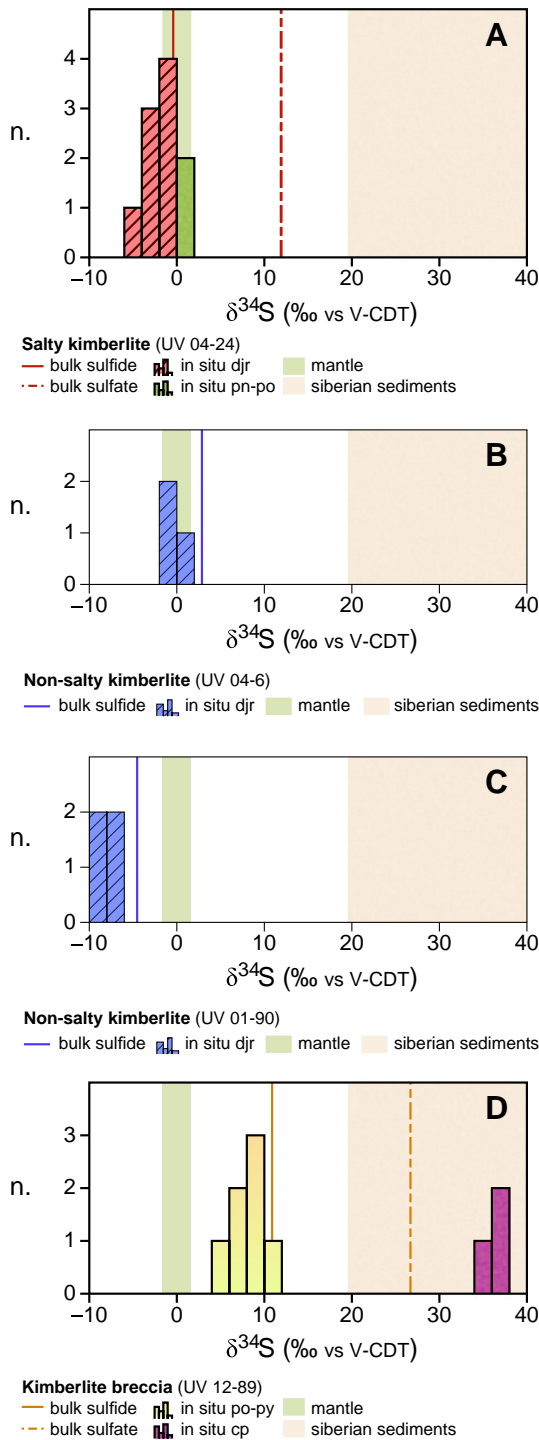 A
n.
4
3
2
1
0
–10 0 10 20 30 40
δ³⁴S (‰ vs V-CDT)
Salty kimberlite (UV 04-24)
bulk sulfide in situ djr mantle
bulk sulfate in situ pn-po siberian sediments
B
n.
2
1
0
–10 0 10 20 30 40
δ³⁴S (‰ vs V-CDT)
Non-salty kimberlite (UV 04-6)
bulk sulfide in situ djr mantle siberian sediments
C
n.
2
1
0
–10 0 10 20 30 40
δ³⁴S (‰ vs V-CDT)
Non-salty kimberlite (UV 01-90)
bulk sulfide in situ djr mantle siberian sediments
D
n.
3
2
1
0
–10 0 10 20 30 40
δ³⁴S (‰ vs V-CDT)
Kimberlite breccia (UV 12-89)
bulk sulfide in situ po-py mantle
bulk sulfate in situ cp siberian sediments